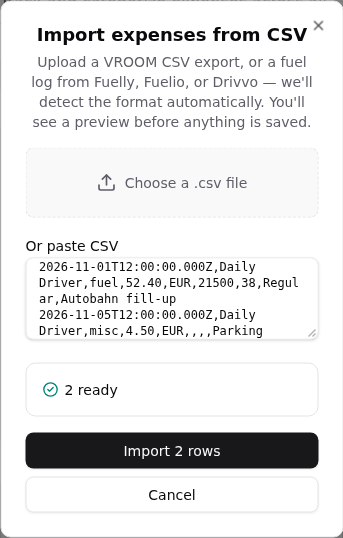 Import expenses from CSV
Upload a VROOM CSV export, or a fuel
log from Fuelly, Fuelio, or Drivvo — we'll
detect the format automatically. You'll
see a preview before anything is saved.
Choose a .csv file
Or paste CSV
2026-11-01T12:00:00.000Z,Daily
Driver,fuel,52.40,EUR,21500,38,Regul
ar,Autobahn fill-up
2026-11-05T12:00:00.000Z,Daily
Driver,misc,4.50,EUR,,,,Parking
2 ready
Import 2 rows
Cancel